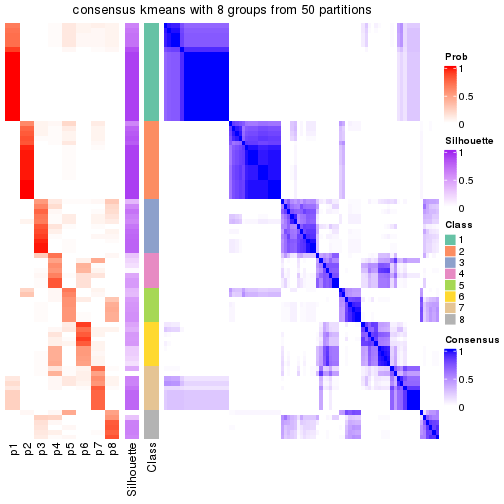 consensus kmeans with 8 groups from 50 partitions
Prob
1
0.5
0
Silhouette
1
0.5
0
Class
1
2
3
4
5
6
7
8
Consensus
1
0.5
0
p1
p2
p3
p4
p5
p6
p7
p8
Silhouette
Class